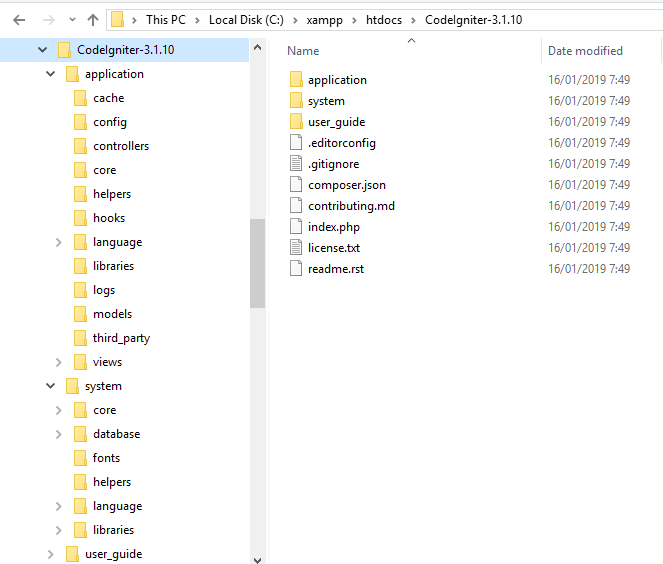 This PC > Local Disk (C:) > xampp > htdocs > CodeIgniter-3.1.10
CodeIgniter-3.1.10
application
cache
config
controllers
core
helpers
hooks
language
libraries
logs
models
third_party
views
system
core
database
fonts
helpers
language
libraries
user_guide
Name Date modified
application 16/01/2019 7:49
system 16/01/2019 7:49
user_guide 16/01/2019 7:49
.editorconfig 16/01/2019 7:49
.gitignore 16/01/2019 7:49
composer.json 16/01/2019 7:49
contributing.md 16/01/2019 7:49
index.php 16/01/2019 7:49
license.txt 16/01/2019 7:49
readme.rst 16/01/2019 7:49